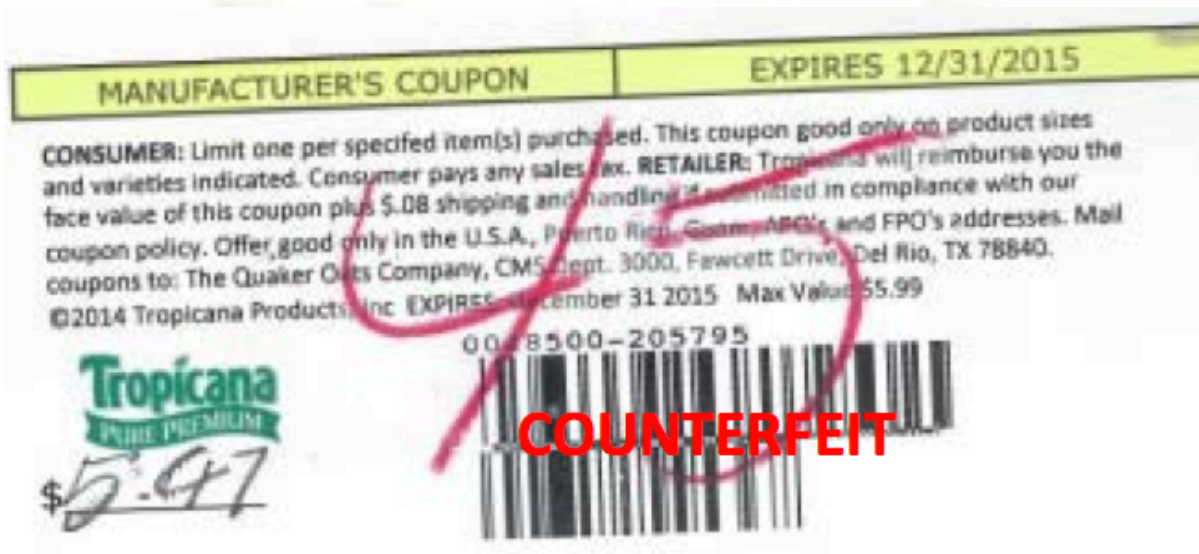 MANUFACTURER'S COUPON EXPIRES 12/31/2015
CONSUMER: Limit one per specifed item(s) purchased. This coupon good only on product sizes
and varieties indicated. Consumer pays any sales tax. RETAILER: Tropicana will reimburse you the
face value of this coupon plus $.08 shipping and handling if submitted in compliance with our
coupon policy. Offer good only in the U.S.A., Puerto Rico, Guam, APO's and FPO's addresses. Mail
coupons to: The Quaker Oats Company, CMS Dept. 3000, Fawcett Drive, Del Rio, TX 78840.
©2014 Tropicana Products, Inc EXPIRES December 31 2015 Max Value $5.99
45
0048500-205795
Tropicana
PURE PREMIUM
COUNTERFEIT
$5.97